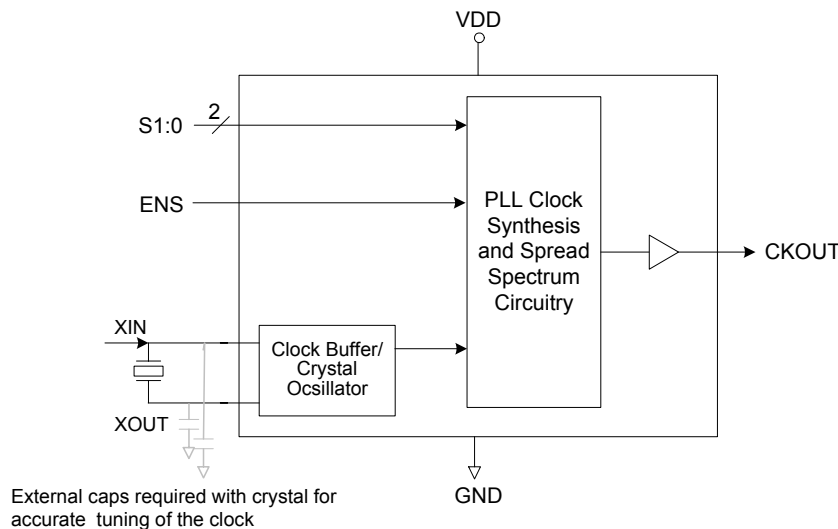 VDD
S1:0
2
ENS
PLL Clock
Synthesis
and Spread
Spectrum
Circuitry
CKOUT
XIN
Clock Buffer/
Crystal
Ocsillator
XOUT
GND
External caps required with crystal for
accurate tuning of the clock